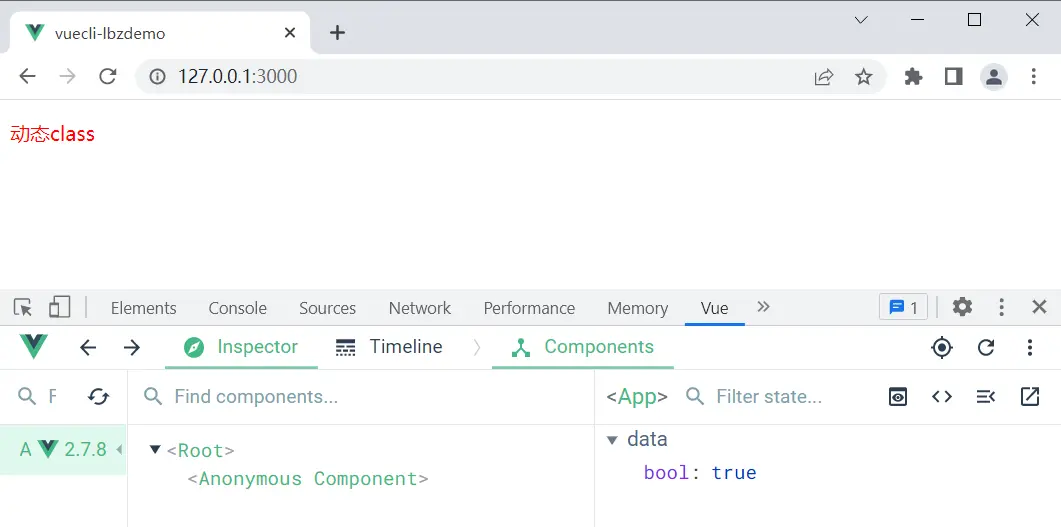 vuecli-lbzdemo
127.0.0.1:3000
动态class
Elements Console Sources Network Performance Memory Vue 1
Inspector Timeline Components
F Find components... <App> Filter state...
A 2.7.8
<Root>
<Anonymous Component>
data
bool: true